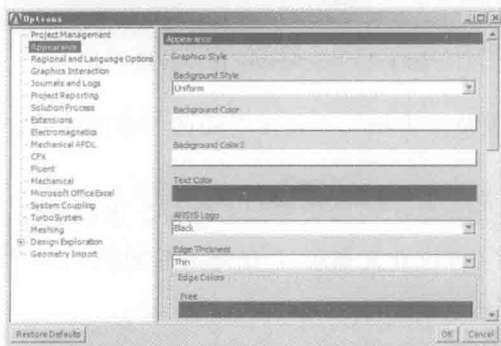 Options
Project Management
Appearance
Regional and Language Options
Graphics Interaction
Journals and Logs
Project Reporting
Solution Process
Extensions
Electromagnetics
Mechanical APDL
CFX
Fluent
Mechanical
Microsoft Office Excel
System Coupling
TurboSystem
Meshing
Design Exploration
Geometry Import
Appearance
Graphics Style
Background Style
Uniform
Background Color
Background Color 2
Text Color
ANSYS Logo
Black
Edge Thickness
Thin
Edge Colors
Free
Restore Defaults
OK
Cancel